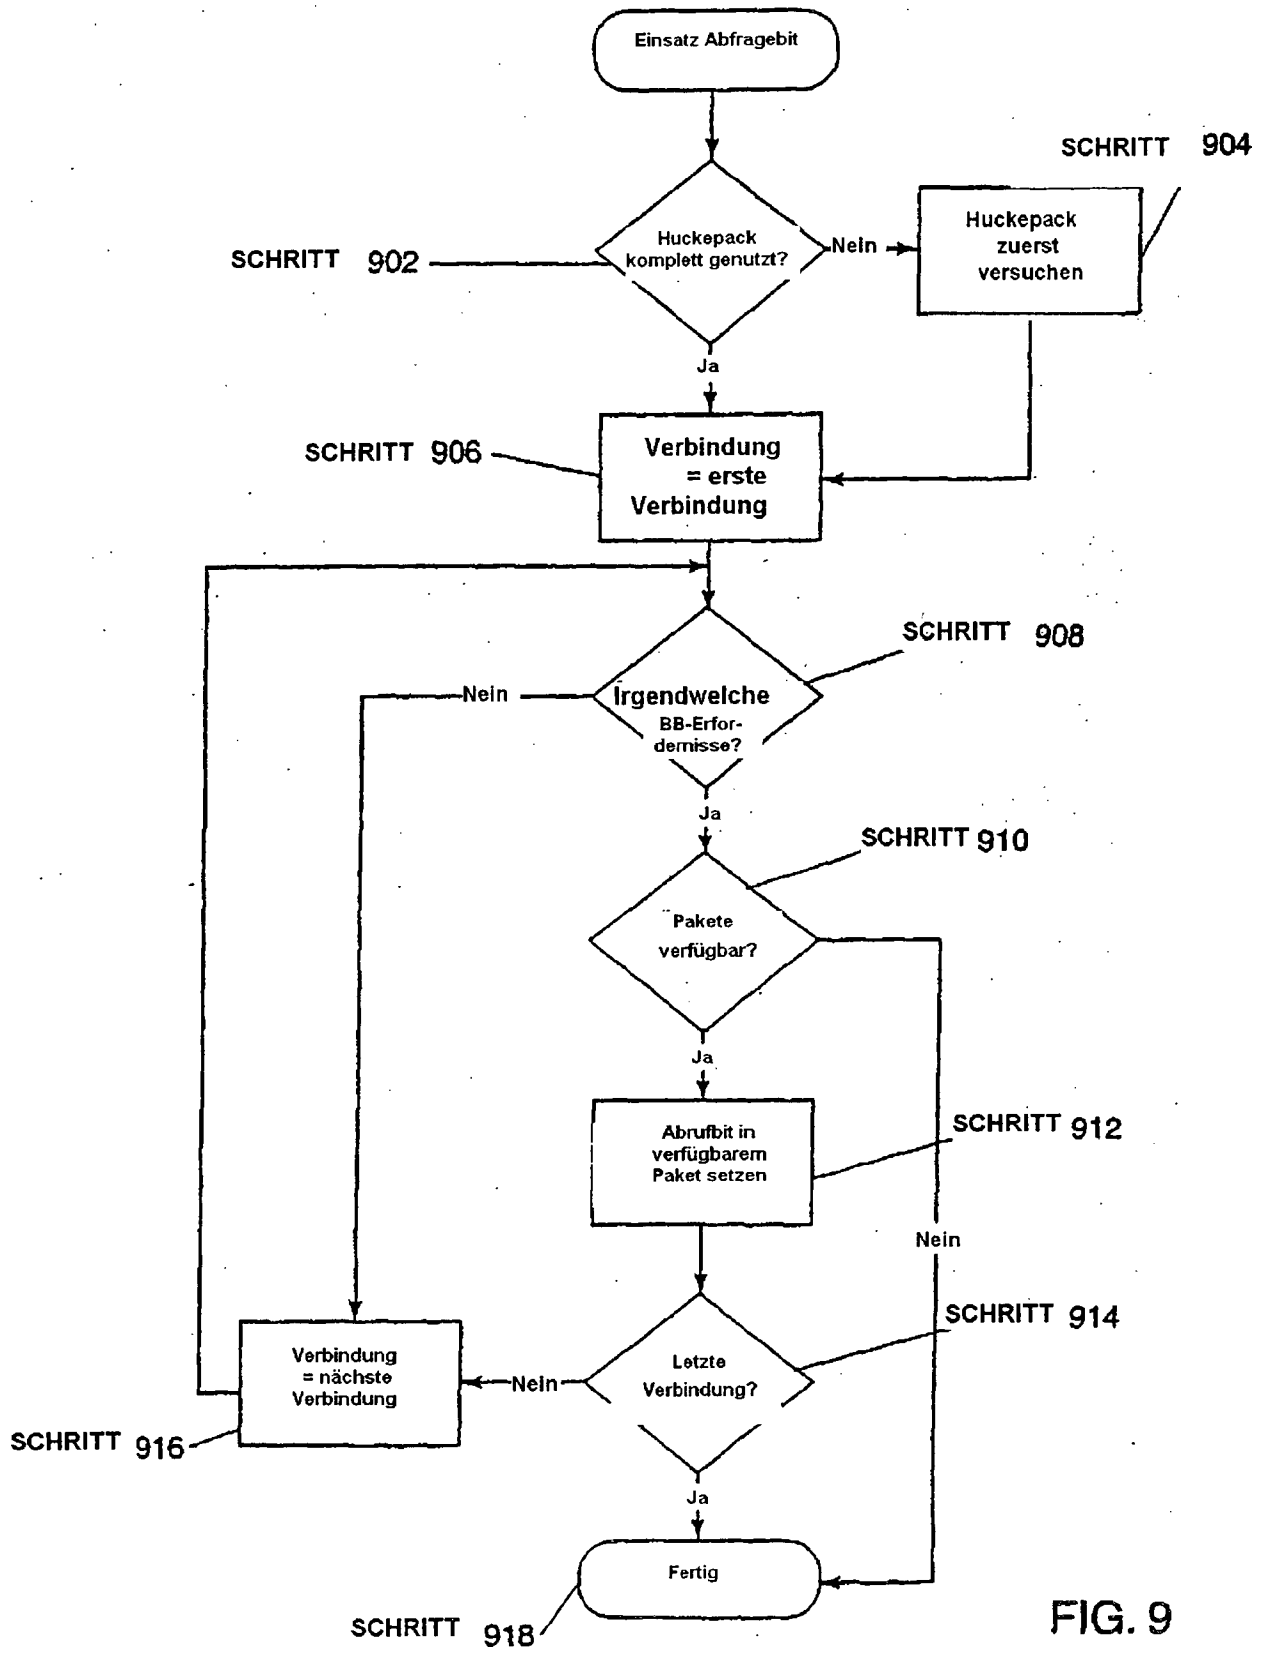 Einsatz Abfragebit
SCHRITT 904
Huckepack
zuerst
versuchen
Huckepack
komplett genutzt?
Nein
SCHRITT 902
Ja
SCHRITT 906
Verbindung
= erste
Verbindung
SCHRITT 908
Nein
Irgendwelche
BB-Erfor-
dernisse?
Ja
SCHRITT 910
Pakete
verfügbar?
Ja
SCHRITT 912
Abrufbit in
verfügbarem
Paket setzen
Nein
SCHRITT 914
Letzte
Verbindung?
Nein
Verbindung
= nächste
Verbindung
SCHRITT 916
Ja
Fertig
SCHRITT 918
FIG. 9